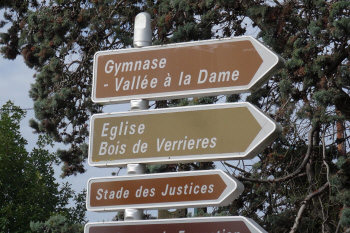 Gymnase
- Vallée à la Dame
Eglise
Bois de Verrieres
Stade des Justices